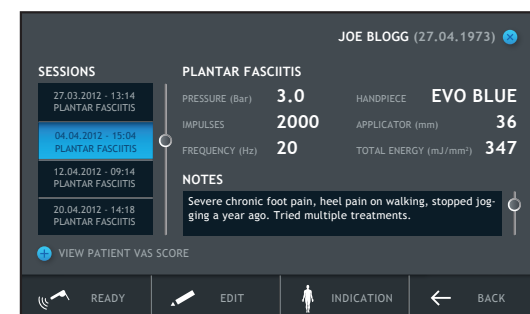 JOE BLOGG (27.04.1973)
SESSIONS
27.03.2012 - 13:14
PLANTAR FASCIITIS
04.04.2012 - 15:04
PLANTAR FASCIITIS
12.04.2012 - 09:14
PLANTAR FASCIITIS
20.04.2012 - 14:18
PLANTAR FASCIITIS
VIEW PATIENT VAS SCORE
PLANTAR FASCIITIS
PRESSURE (Bar) 3.0 HANDPIECE EVO BLUE
IMPULSES 2000 APPLICATOR (mm) 36
FREQUENCY (Hz) 20 TOTAL ENERGY (mJ/mm²) 347
NOTES
Severe chronic foot pain, heel pain on walking, stopped jog-
ging a year ago. Tried multiple treatments.
READY EDIT INDICATION BACK